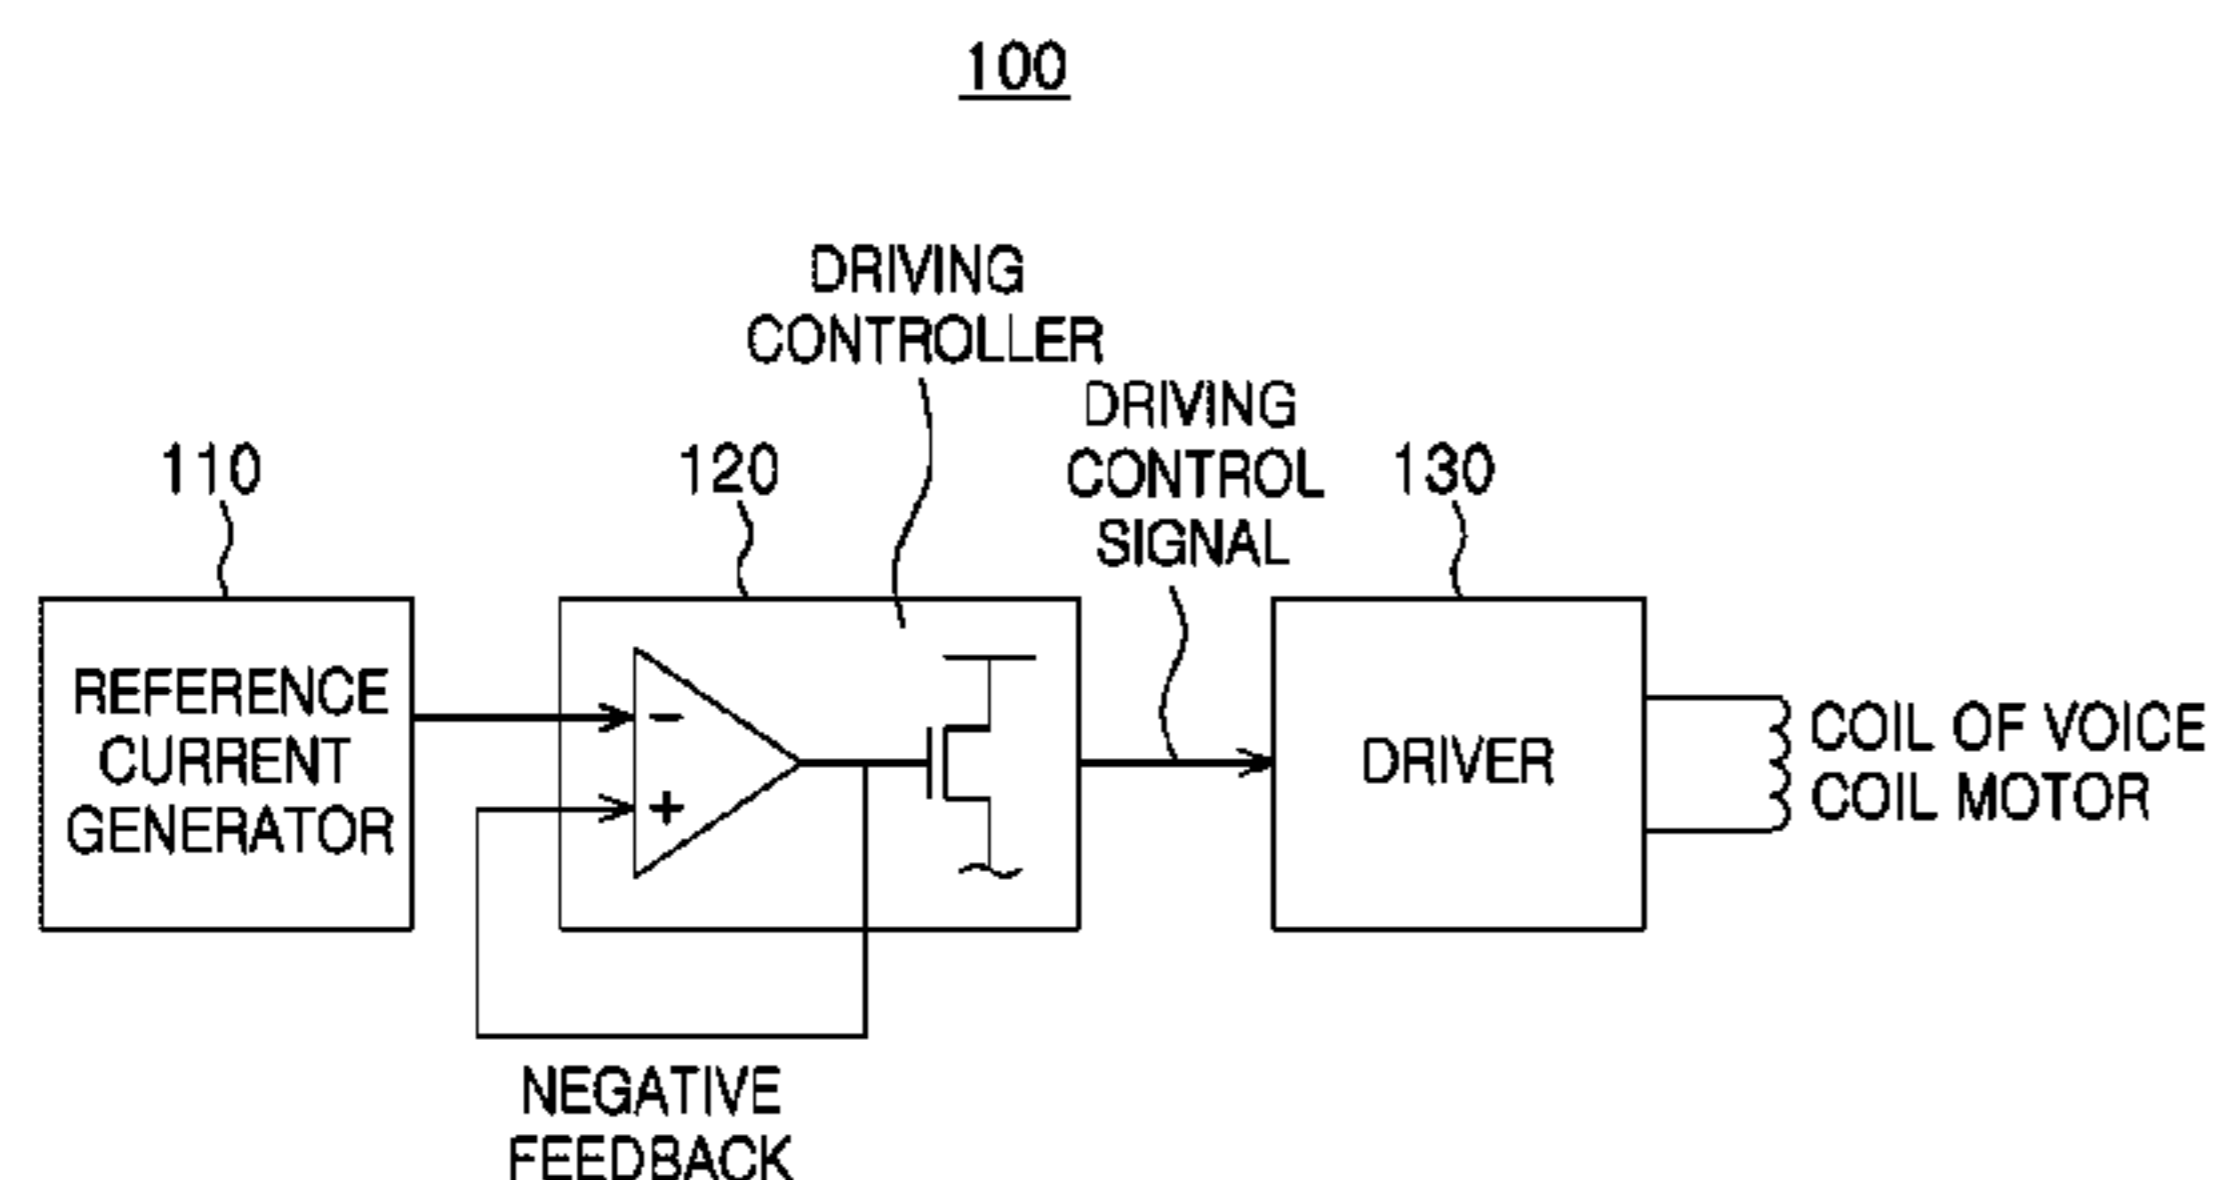 100
DRIVING
CONTROLLER
DRIVING
CONTROL
SIGNAL
110
120
130
REFERENCE
CURRENT
GENERATOR
-
+
DRIVER
COIL OF VOICE
COIL MOTOR
NEGATIVE
FEEDBACK